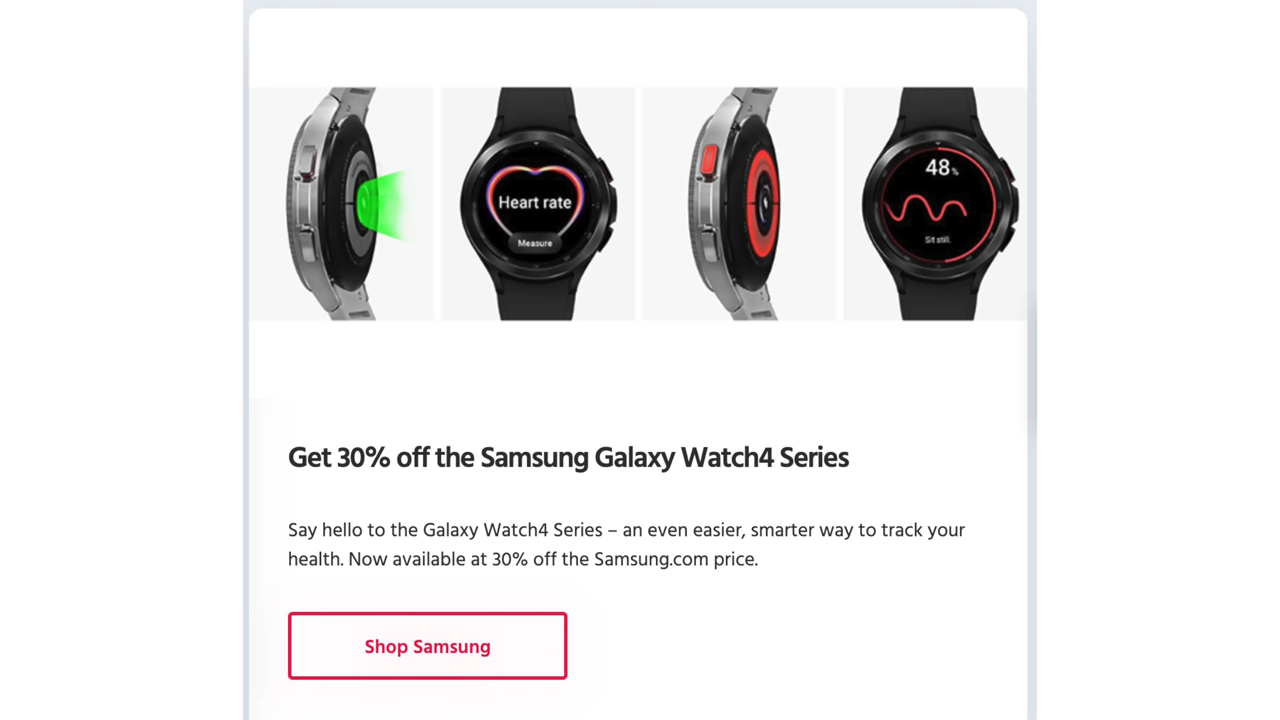 Heart rate
Measure
48%
Sit still.
Get 30% off the Samsung Galaxy Watch4 Series
Say hello to the Galaxy Watch4 Series – an even easier, smarter way to track your
health. Now available at 30% off the Samsung.com price.
Shop Samsung